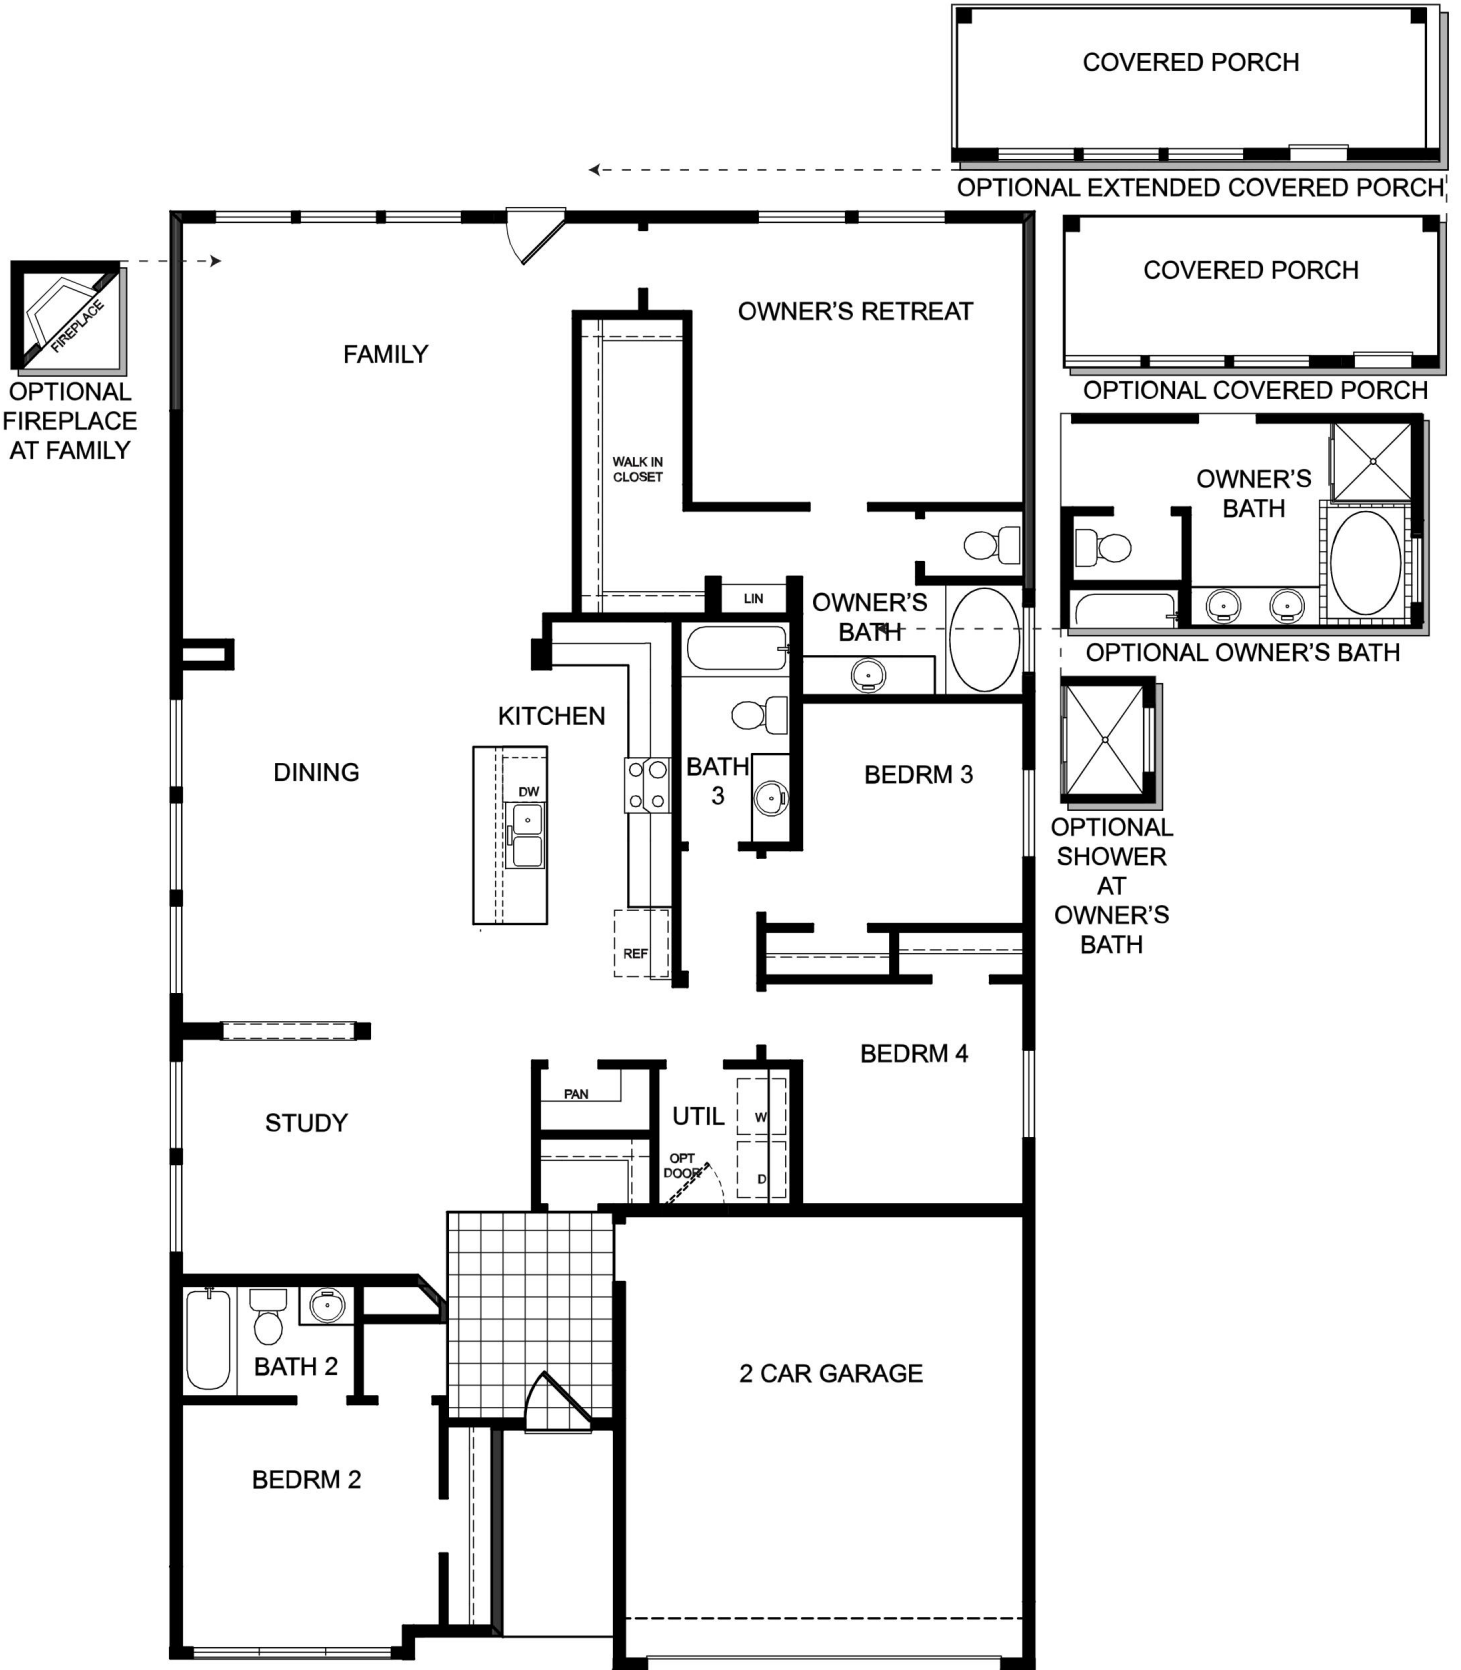 COVERED PORCH
OPTIONAL EXTENDED COVERED PORCH
COVERED PORCH
OPTIONAL COVERED PORCH
FIREPLACE
OPTIONAL
FIREPLACE
AT FAMILY
FAMILY
OWNER'S RETREAT
WALK IN
CLOSET
LIN
OWNER'S
BATH
OWNER'S
BATH
OPTIONAL OWNER'S BATH
KITCHEN
DINING
DW
BATH
3
BEDRM 3
OPTIONAL
SHOWER
AT
OWNER'S
BATH
REF
BEDRM 4
PAN
UTIL
W
STUDY
OPT
DOOR
D
BATH 2
2 CAR GARAGE
BEDRM 2